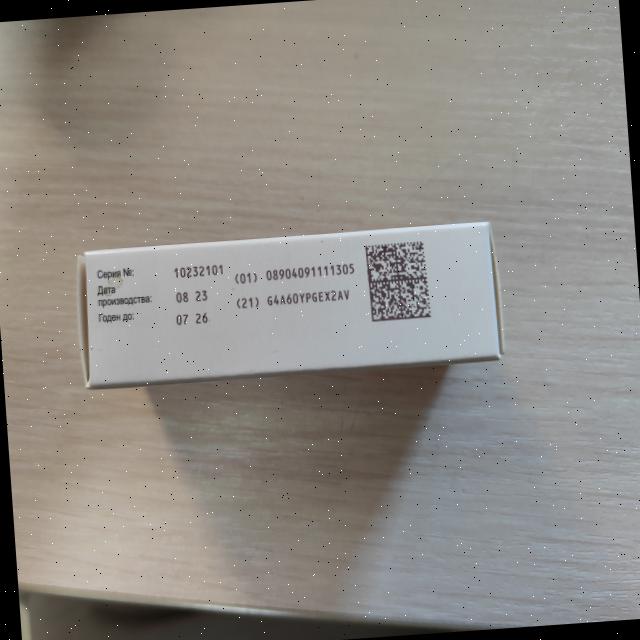 Серия №: 10232101 (01) 08904091111305
Дата
производства: 08 23 (21) G4A60YPGEX2AV
Годен до: 07 26